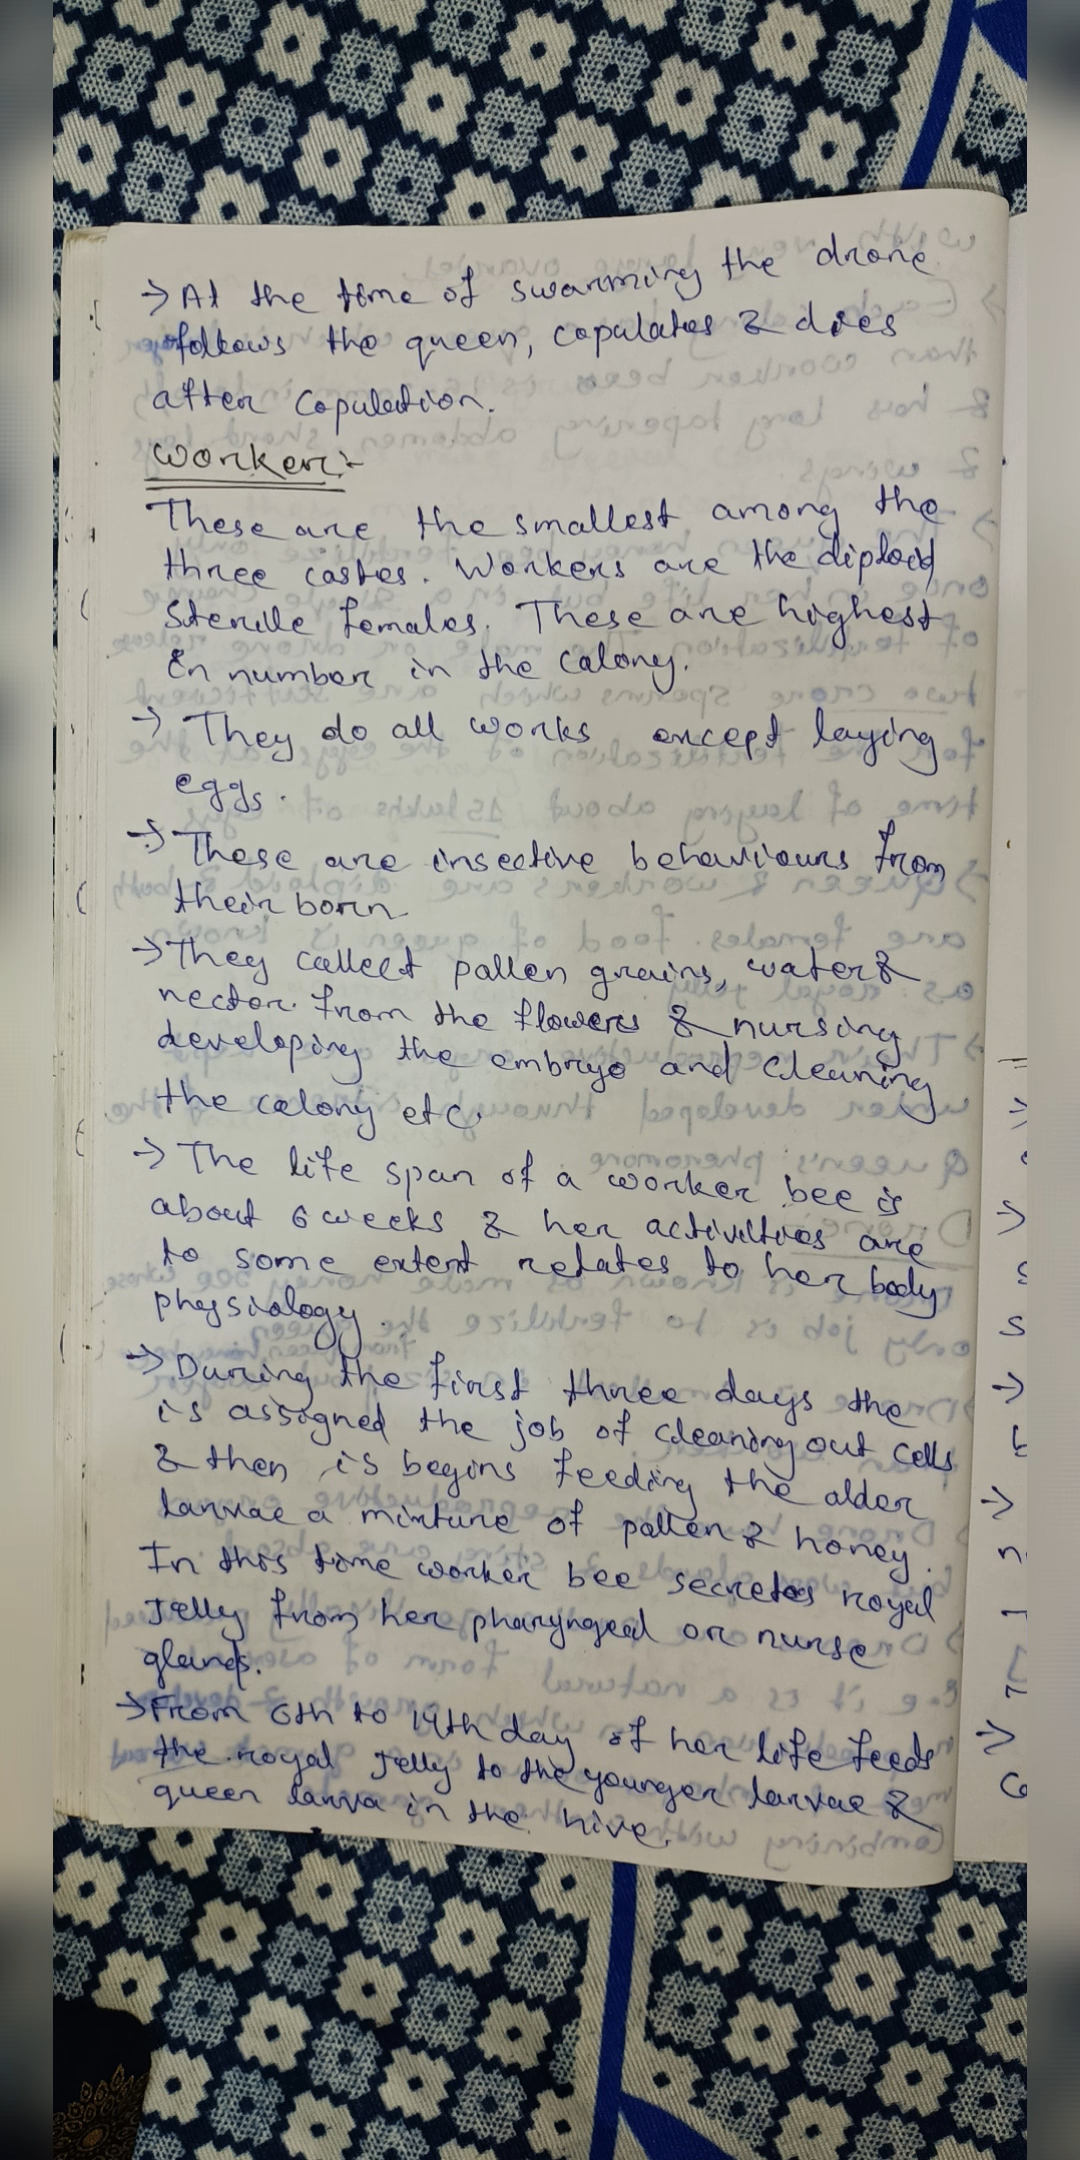 → At the time of swarming the drone
follows the queen, copulates & dies
after copulation.
Worker:-
These are the smallest among the
three castes. Workers are the diploid
Sterile females. These are highest
in number in the colony.
→ They do all works except laying
eggs.
→ These are insective behaviours from
their born
→ They collect pollen grains, water &
nector from the flowers & nursing
developing the embryo and cleaning
the colony etc.
→ The life span of a worker bee is
about 6 weeks & her activities are
to some extent relates to her body
physiology.
→ During the first three days the
is assigned the job of cleaning out cells
& then is begins feeding the older
larvae a mixture of pollen & honey.
In this time worker bee secretes royal
Jelly from her pharyngeal or nurse
glands.
→ From 6th to 14th day of her life feeds
the royal Jelly to the younger larvae &
queen larva in the hive.